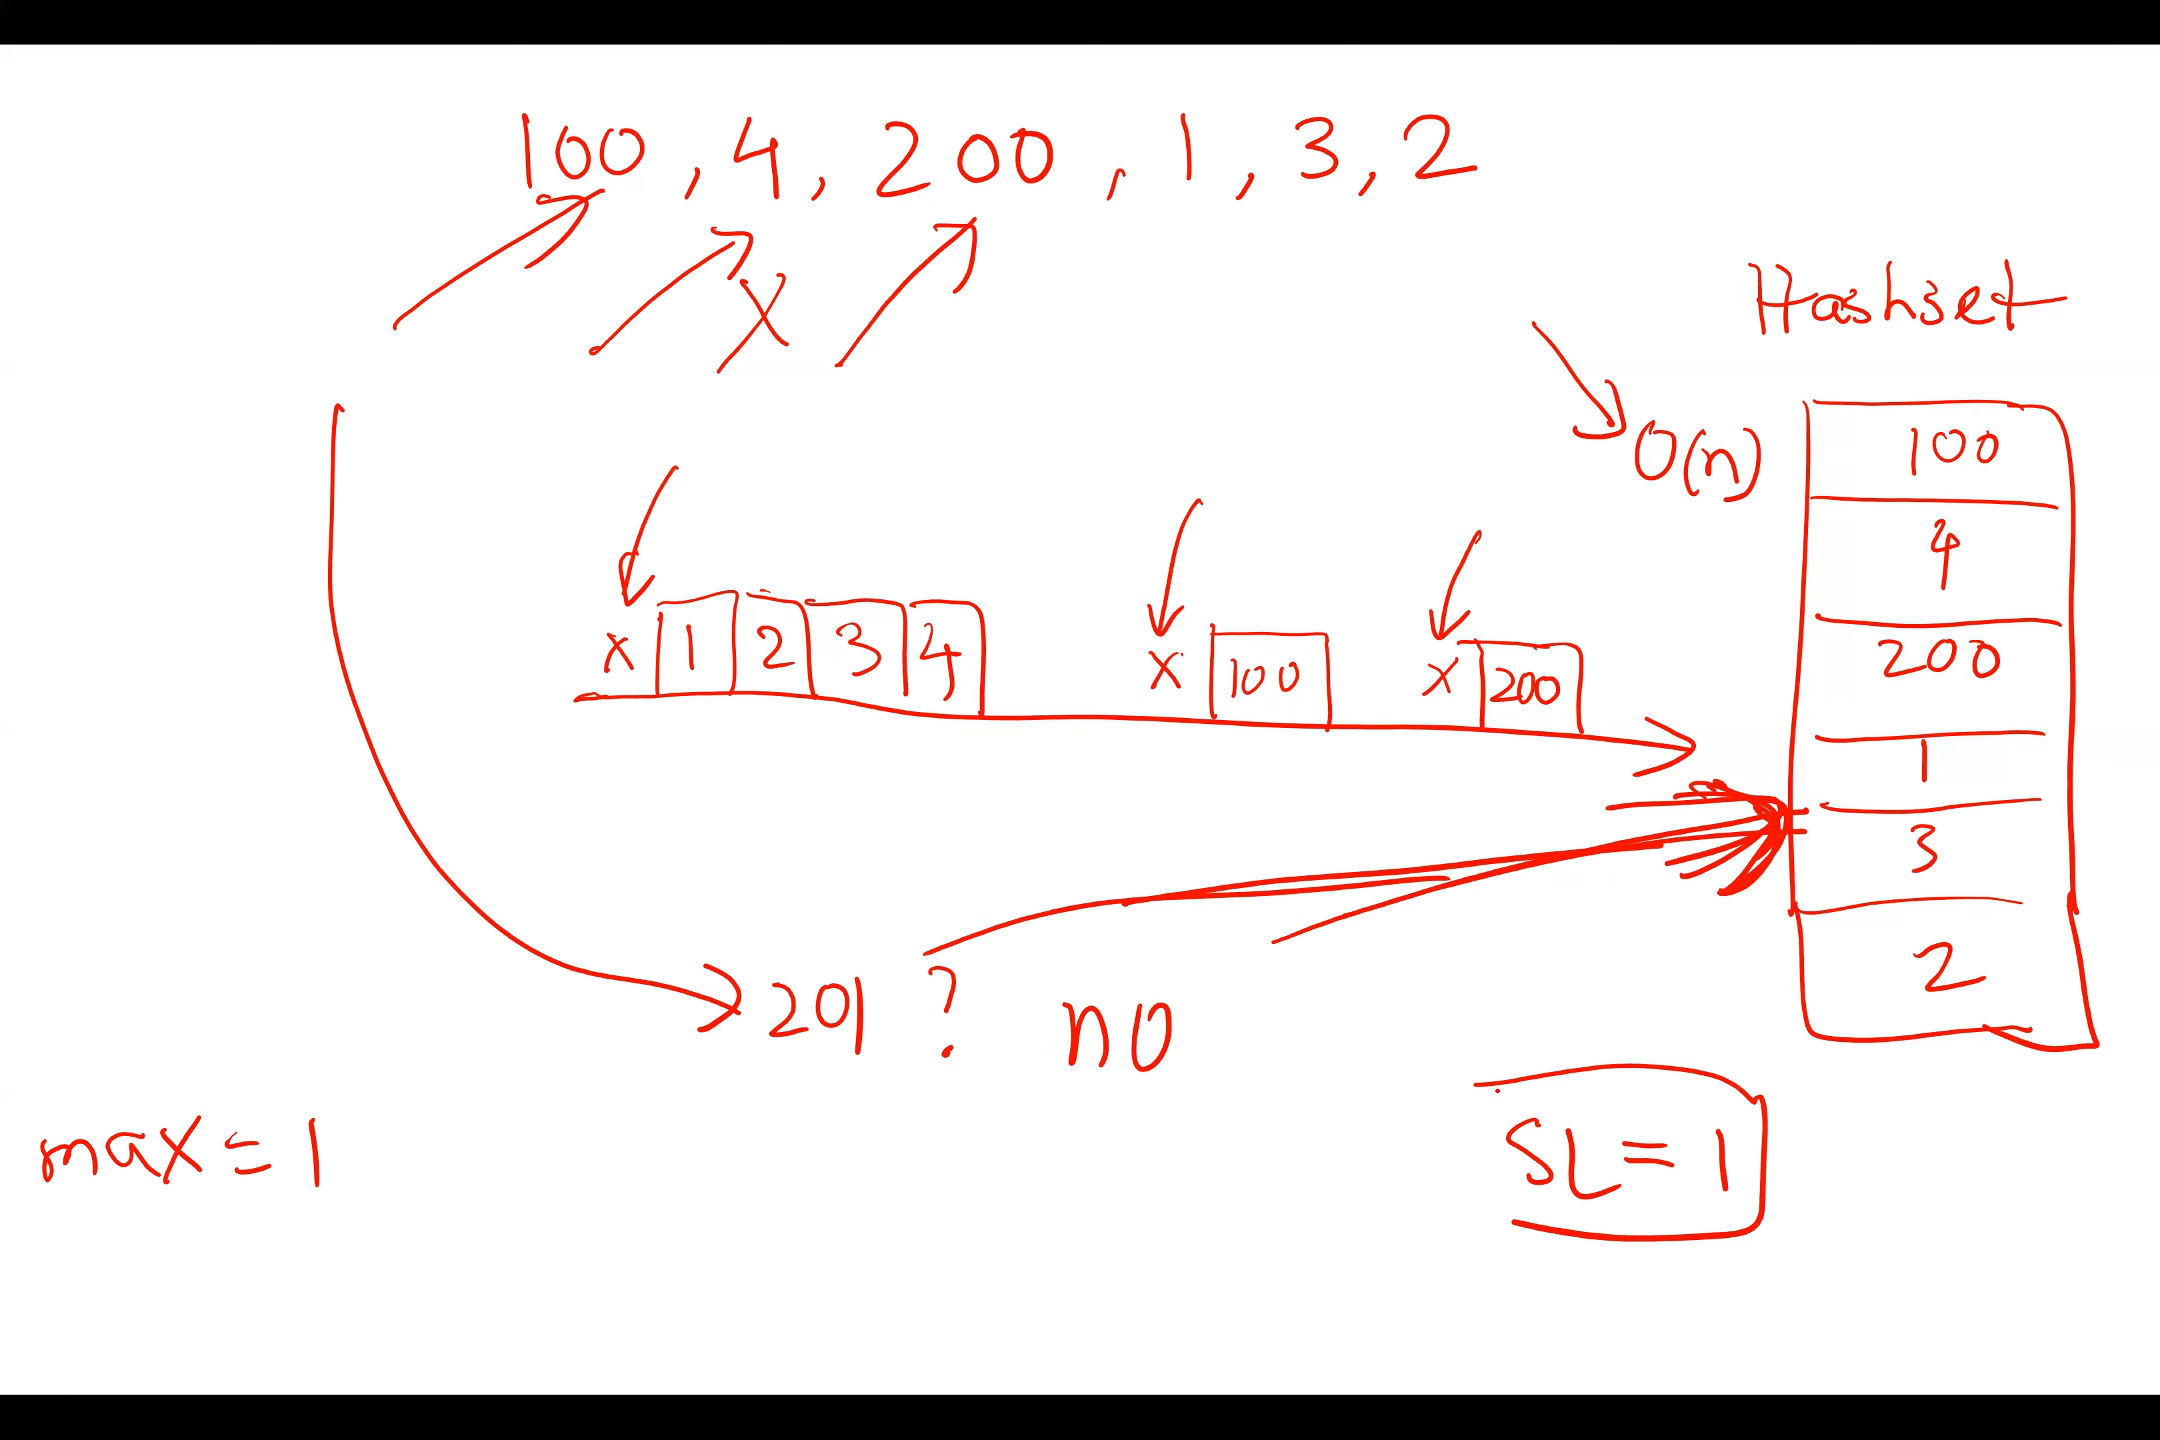 100, 4, 200, 1, 3, 2
X
Hashset
O(n)
100
4
200
1
3
2
X 1 2 3 4
X 100
X 200
201 ? no
max = 1
SL = 1